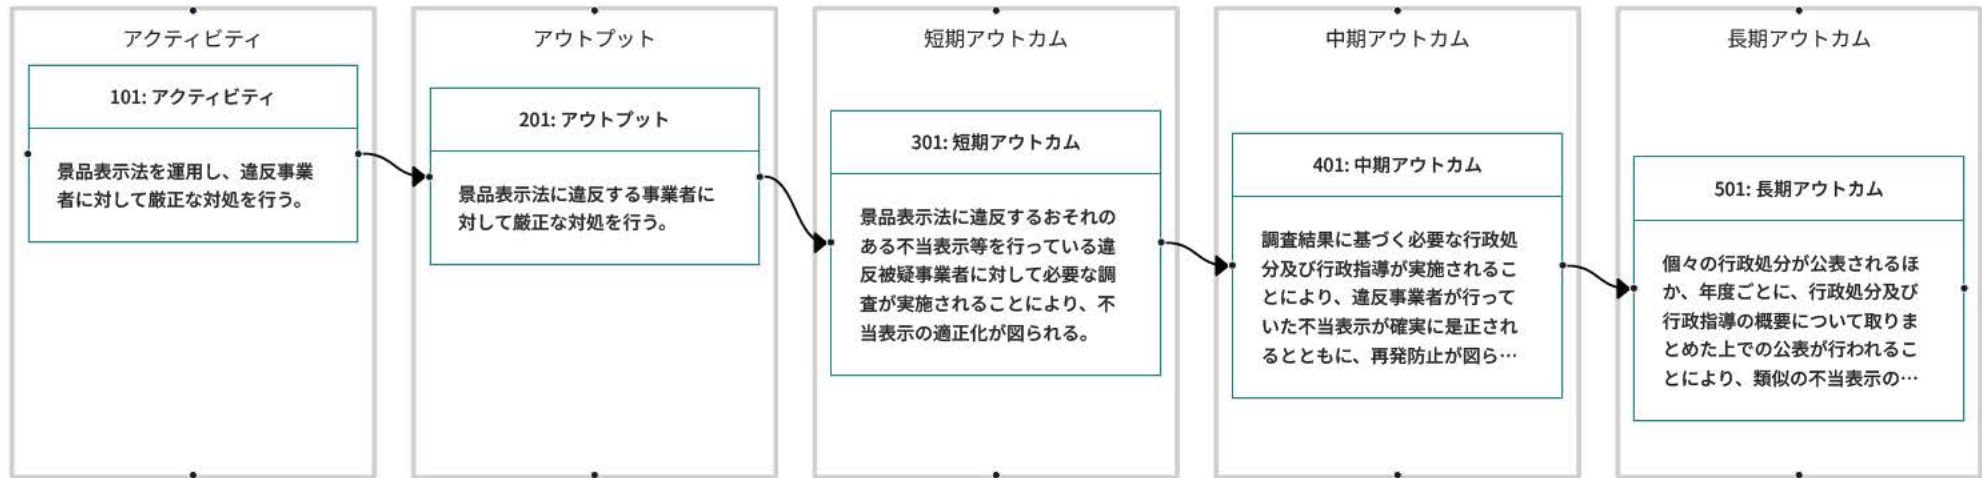 アクティビティ
101: アクティビティ
景品表示法を運用し、違反事業
者に対して厳正な対処を行う。
アウトプット
201: アウトプット
景品表示法に違反する事業者に
対して厳正な対処を行う。
短期アウトカム
301: 短期アウトカム
景品表示法に違反するおそれの
ある不当表示等を行っている違
反被疑事業者に対して必要な調
査が実施されることにより、不
当表示の適正化が図られる。
中期アウトカム
401: 中期アウトカム
調査結果に基づく必要な行政処
分及び行政指導が実施されるこ
とにより、違反事業者が行って
いた不当表示が確実に是正され
るとともに、再発防止が図ら…
長期アウトカム
501: 長期アウトカム
個々の行政処分が公表されるほ
か、年度ごとに、行政処分及び
行政指導の概要について取りま
とめた上での公表が行われるこ
とにより、類似の不当表示の…